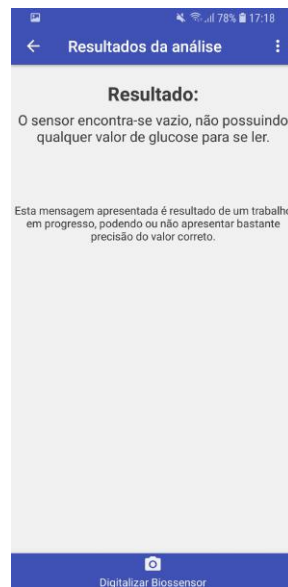 78% 17:18
Resultados da análise
Resultado:
O sensor encontra-se vazio, não possuindo
qualquer valor de glucose para se ler.
Esta mensagem apresentada é resultado de um trabalho
em progresso, podendo ou não apresentar bastante
precisão do valor correto.
Digitalizar Biossensor